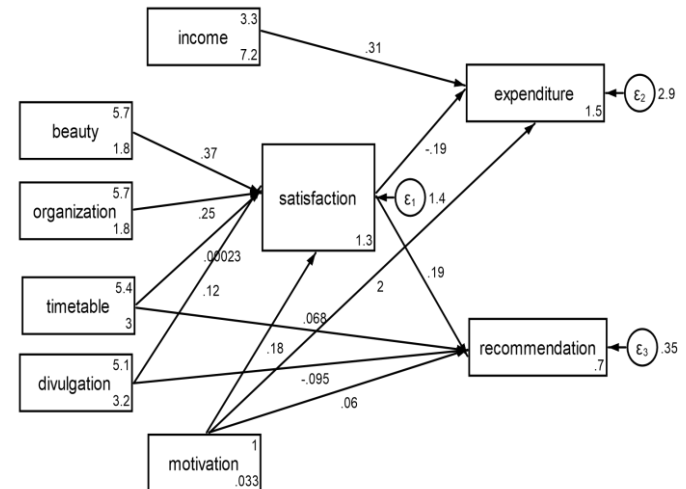 3.3
income
7.2
.31
expenditure
1.5
ε2
2.9
5.7
beauty
1.8
.37
-.19
5.7
organization
1.8
.25
satisfaction
1.3
ε1
1.4
.00023
5.4
timetable
3
.12
2
.19
.068
5.1
divulgation
3.2
.18
-.095
.06
recommendation
.7
ε3
.35
1
motivation
.033